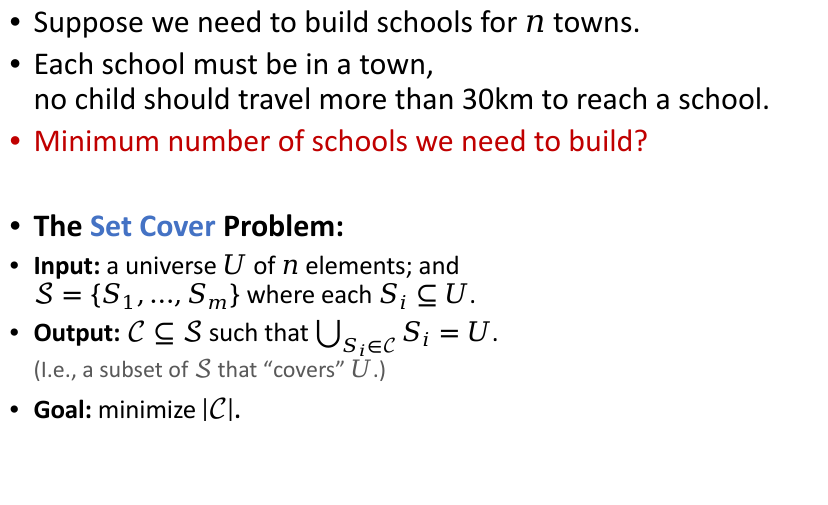 • Suppose we need to build schools for 𝑛 towns.
• Each school must be in a town,
no child should travel more than 30km to reach a school.
• Minimum number of schools we need to build?
• The Set Cover Problem:
• Input: a universe 𝑈 of 𝑛 elements; and
𝒮 = {𝑆₁, …, 𝑆ₘ} where each 𝑆ᵢ ⊆ 𝑈.
• Output: 𝒞 ⊆ 𝒮 such that ⋃_{𝑆ᵢ∈𝒞} 𝑆ᵢ = 𝑈.
(I.e., a subset of 𝒮 that “covers” 𝑈.)
• Goal: minimize |𝒞|.